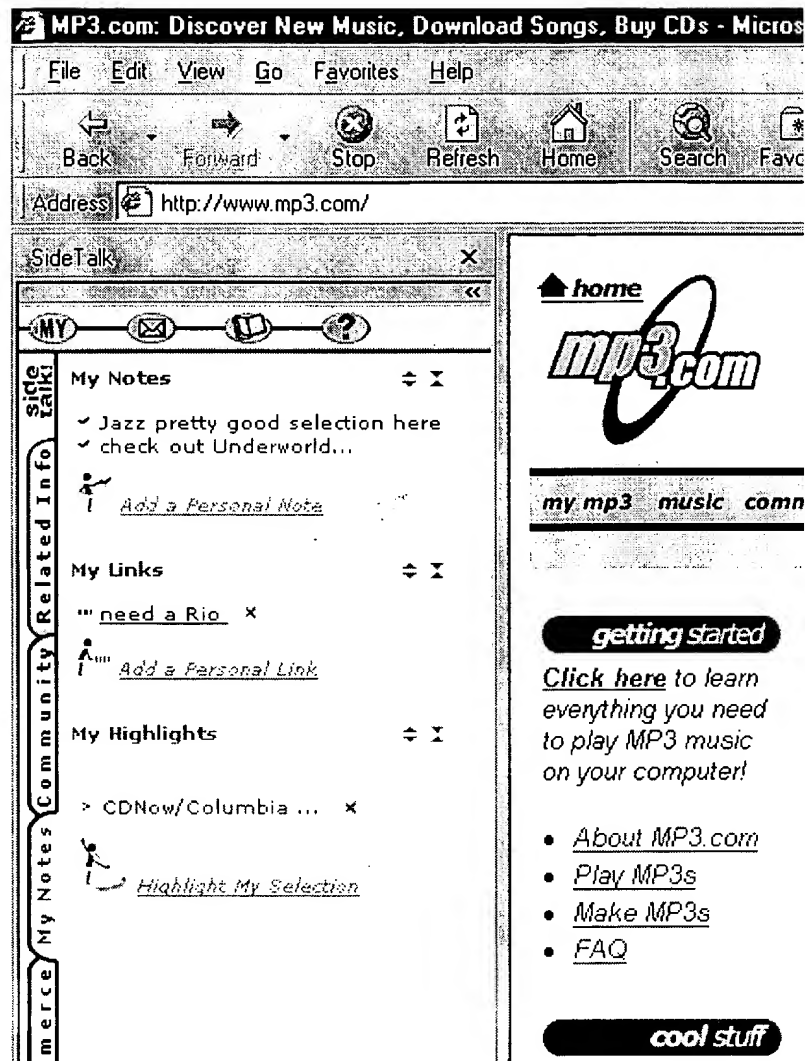 MP3.com: Discover New Music, Download Songs, Buy CDs - Micros
File Edit View Go Favorites Help
Back Forward Stop Refresh Home Search Favo
Address http://www.mp3.com/
SideTalk
MY ?
side talk!
Related Info
Community
My Notes
merce
My Notes
Jazz pretty good selection here
check out Underworld...
Add a Personal Note
My Links
need a Rio
Add a Personal Link
My Highlights
> CDNow/Columbia ...
Highlight My Selection
home
mp3.com
my mp3 music comm
getting started
Click here to learn
everything you need
to play MP3 music
on your computer!
• About MP3.com
• Play MP3s
• Make MP3s
• FAQ
cool stuff